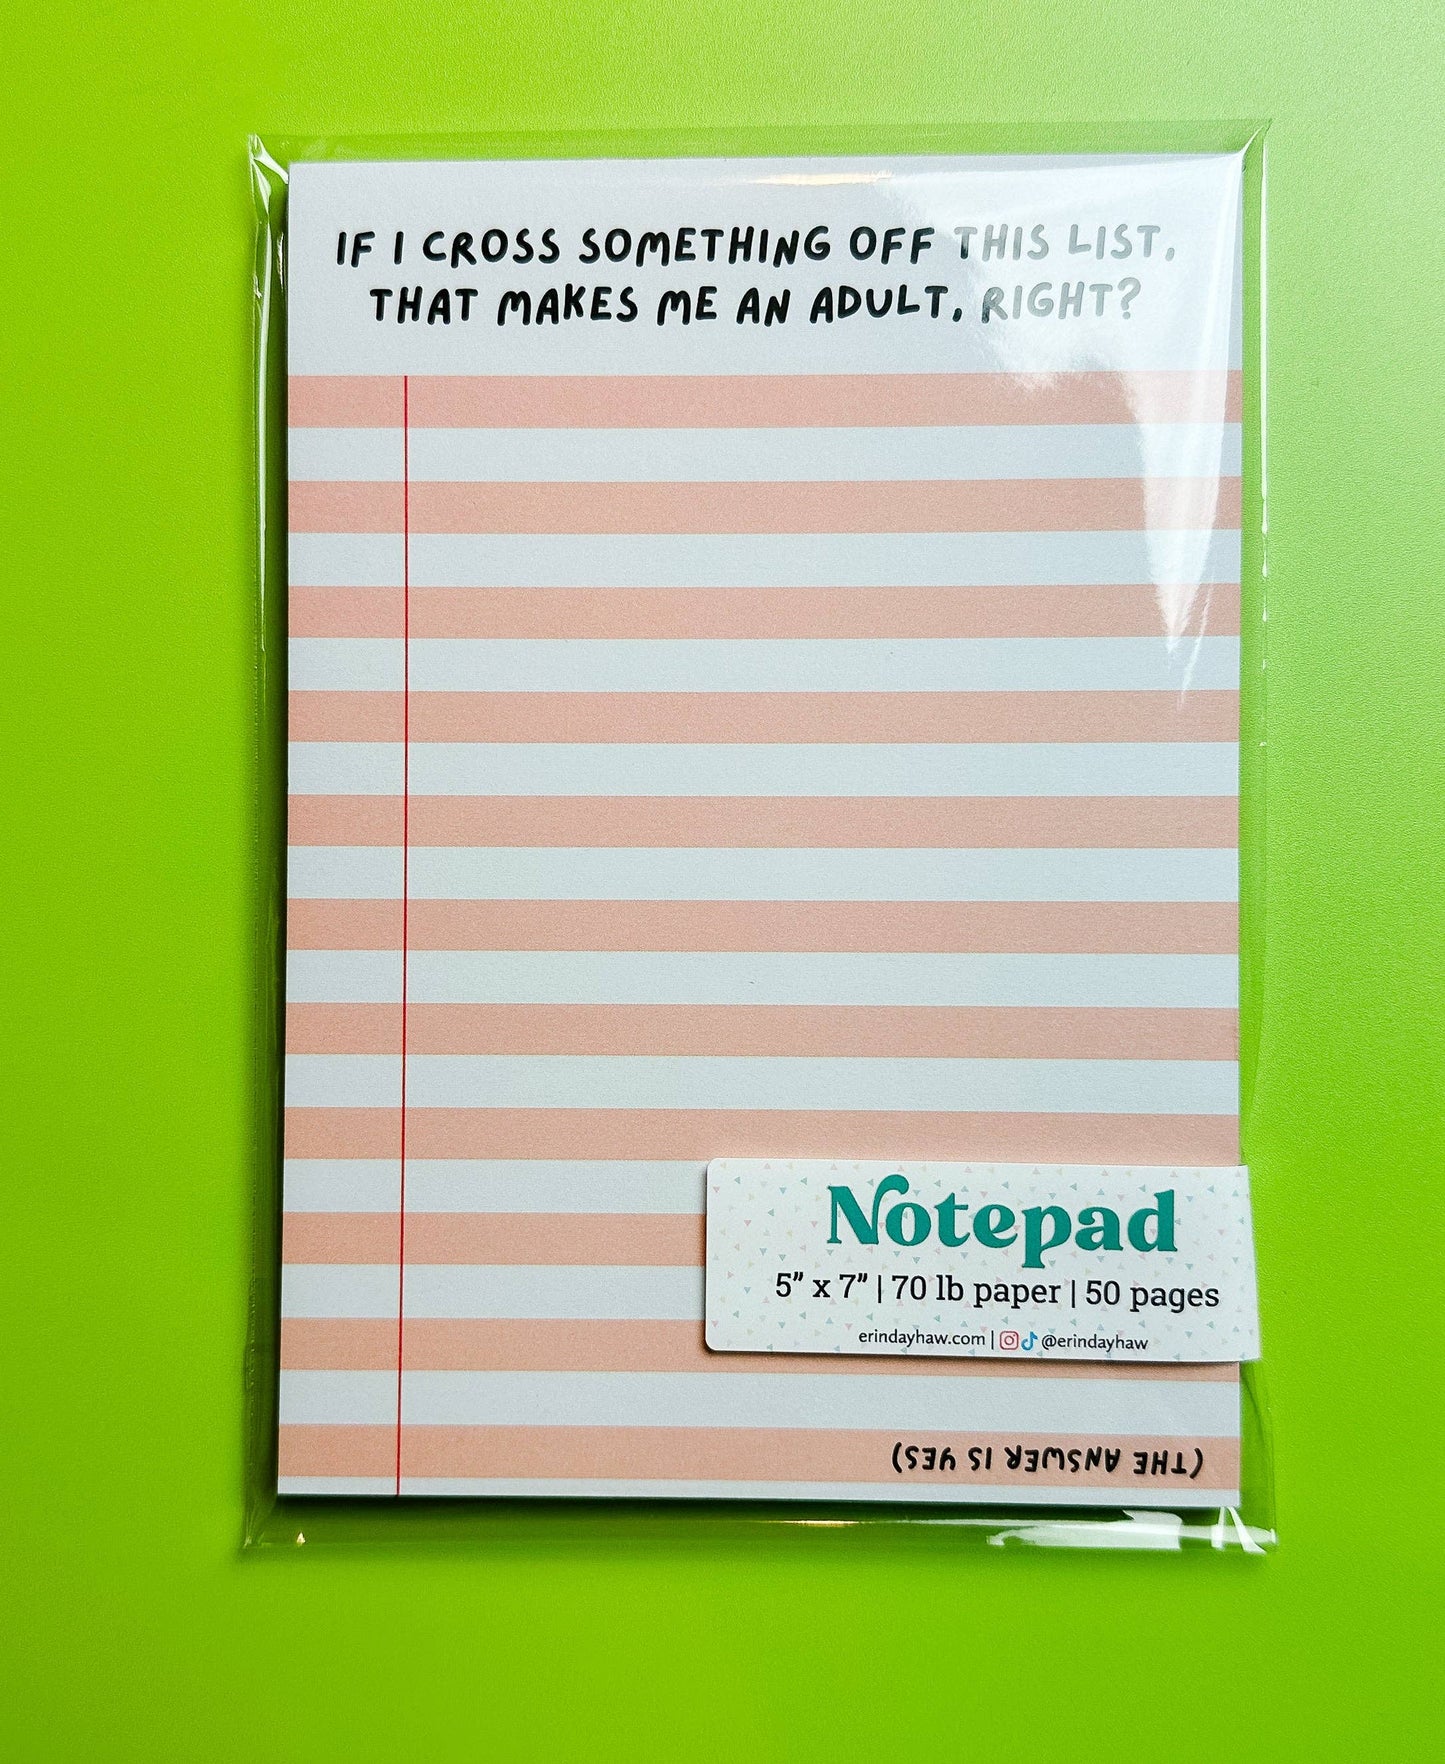 IF I CROSS SOMETHING OFF THIS LIST,
THAT MAKES ME AN ADULT, RIGHT?
Notepad
5” x 7” | 70 lb paper | 50 pages
erindayhaw.com | @erindayhaw
(THE ANSWER IS YES)